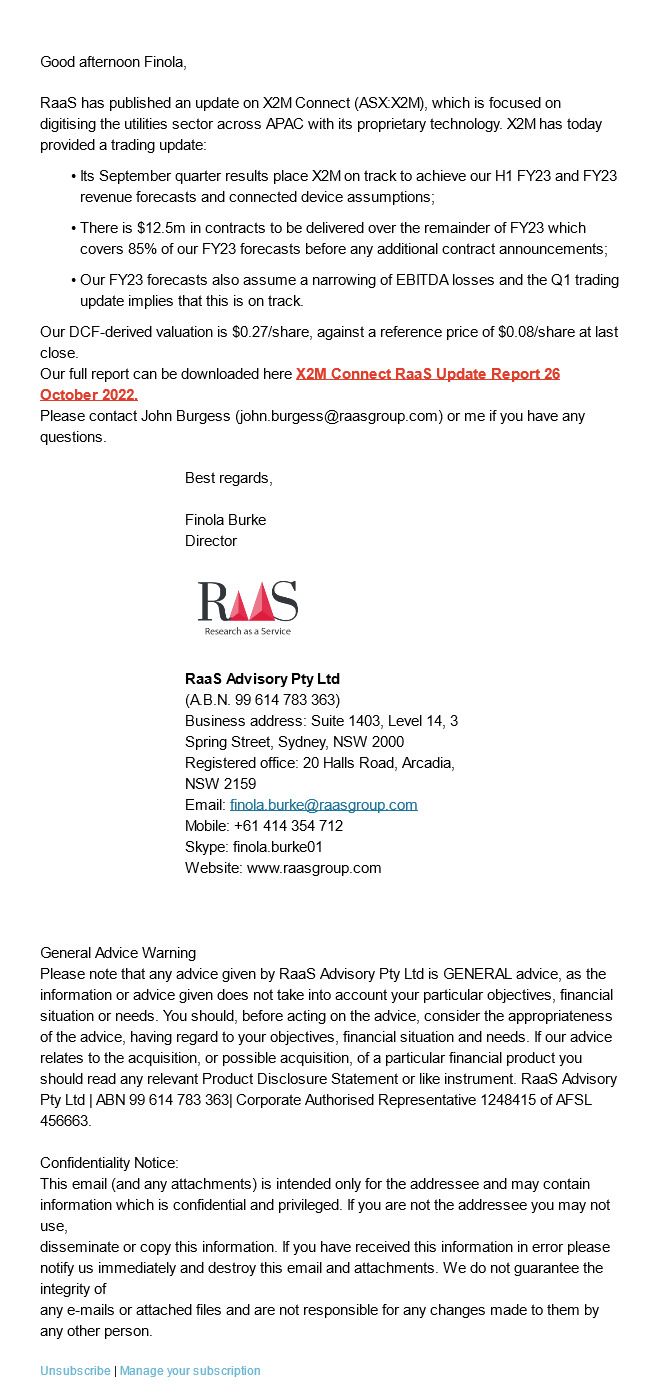 Good afternoon Finola,
RaaS has published an update on X2M Connect (ASX:X2M), which is focused on
digitising the utilities sector across APAC with its proprietary technology. X2M has today
provided a trading update:
• Its September quarter results place X2M on track to achieve our H1 FY23 and FY23
revenue forecasts and connected device assumptions;
• There is $12.5m in contracts to be delivered over the remainder of FY23 which
covers 85% of our FY23 forecasts before any additional contract announcements;
• Our FY23 forecasts also assume a narrowing of EBITDA losses and the Q1 trading
update implies that this is on track.
Our DCF-derived valuation is $0.27/share, against a reference price of $0.08/share at last
close.
Our full report can be downloaded here X2M Connect RaaS Update Report 26
October 2022.
Please contact John Burgess (john.burgess@raasgroup.com) or me if you have any
questions.
Best regards,
Finola Burke
Director
RaaS
Research as a Service
RaaS Advisory Pty Ltd
(A.B.N. 99 614 783 363)
Business address: Suite 1403, Level 14, 3
Spring Street, Sydney, NSW 2000
Registered office: 20 Halls Road, Arcadia,
NSW 2159
Email: finola.burke@raasgroup.com
Mobile: +61 414 354 712
Skype: finola.burke01
Website: www.raasgroup.com
General Advice Warning
Please note that any advice given by RaaS Advisory Pty Ltd is GENERAL advice, as the
information or advice given does not take into account your particular objectives, financial
situation or needs. You should, before acting on the advice, consider the appropriateness
of the advice, having regard to your objectives, financial situation and needs. If our advice
relates to the acquisition, or possible acquisition, of a particular financial product you
should read any relevant Product Disclosure Statement or like instrument. RaaS Advisory
Pty Ltd | ABN 99 614 783 363| Corporate Authorised Representative 1248415 of AFSL
456663.
Confidentiality Notice:
This email (and any attachments) is intended only for the addressee and may contain
information which is confidential and privileged. If you are not the addressee you may not
use,
disseminate or copy this information. If you have received this information in error please
notify us immediately and destroy this email and attachments. We do not guarantee the
integrity of
any e-mails or attached files and are not responsible for any changes made to them by
any other person.
Unsubscribe | Manage your subscription